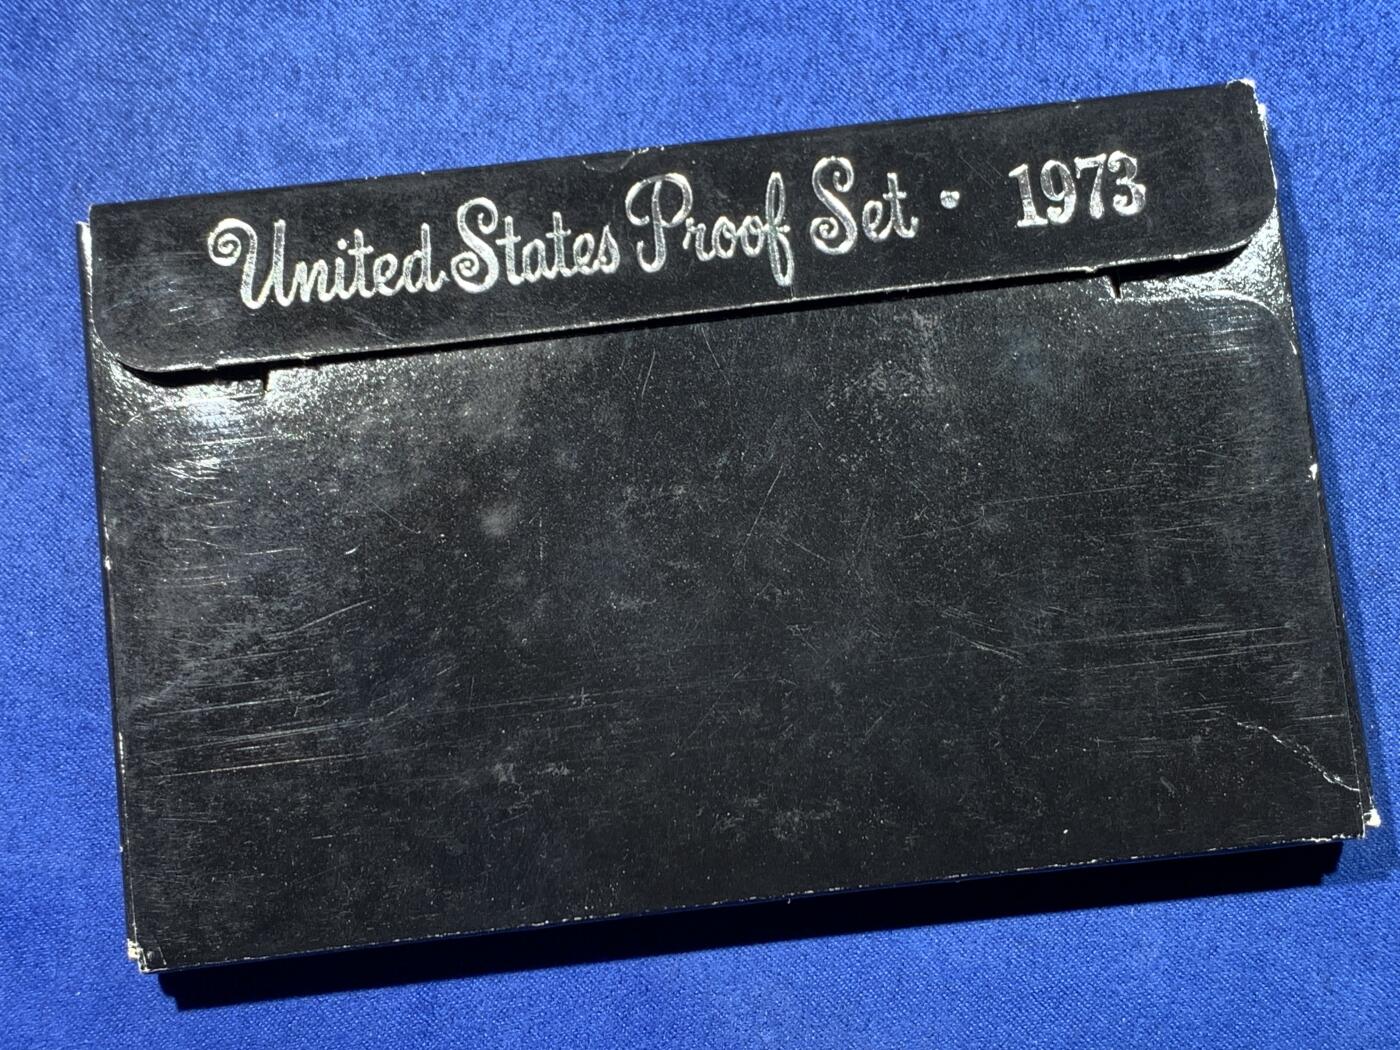 United States Proof Set · 1973